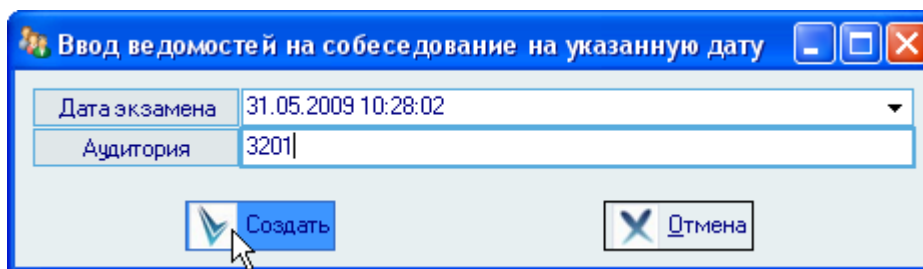 Ввод ведомостей на собеседование на указанную дату
Дата экзамена 31.05.2009 10:28:02
Аудитория 3201
Создать Отмена